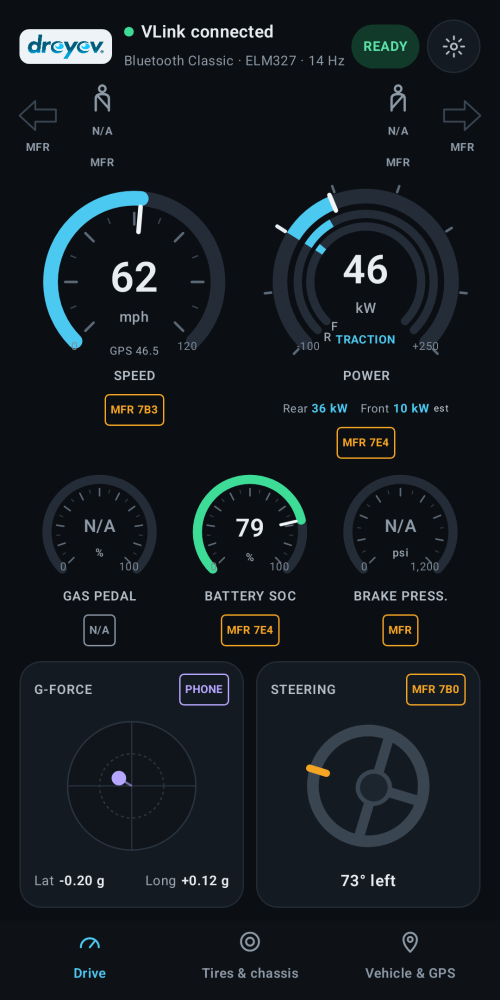 dreyev.
VLink connected
Bluetooth Classic · ELM327 · 14 Hz
READY
N/A
N/A
MFR
MFR
MFR
MFR
62
mph
0
GPS 46.5
120
SPEED
MFR 7B3
46
kW
F
R
TRACTION
-100
+250
POWER
Rear 36 kW Front 10 kW est
MFR 7E4
N/A
%
0
100
GAS PEDAL
N/A
79
%
0
100
BATTERY SOC
MFR 7E4
N/A
psi
0
1,200
BRAKE PRESS.
MFR
G-FORCE
PHONE
Lat -0.20 g
Long +0.12 g
STEERING
MFR 7B0
73° left
Drive
Tires & chassis
Vehicle & GPS